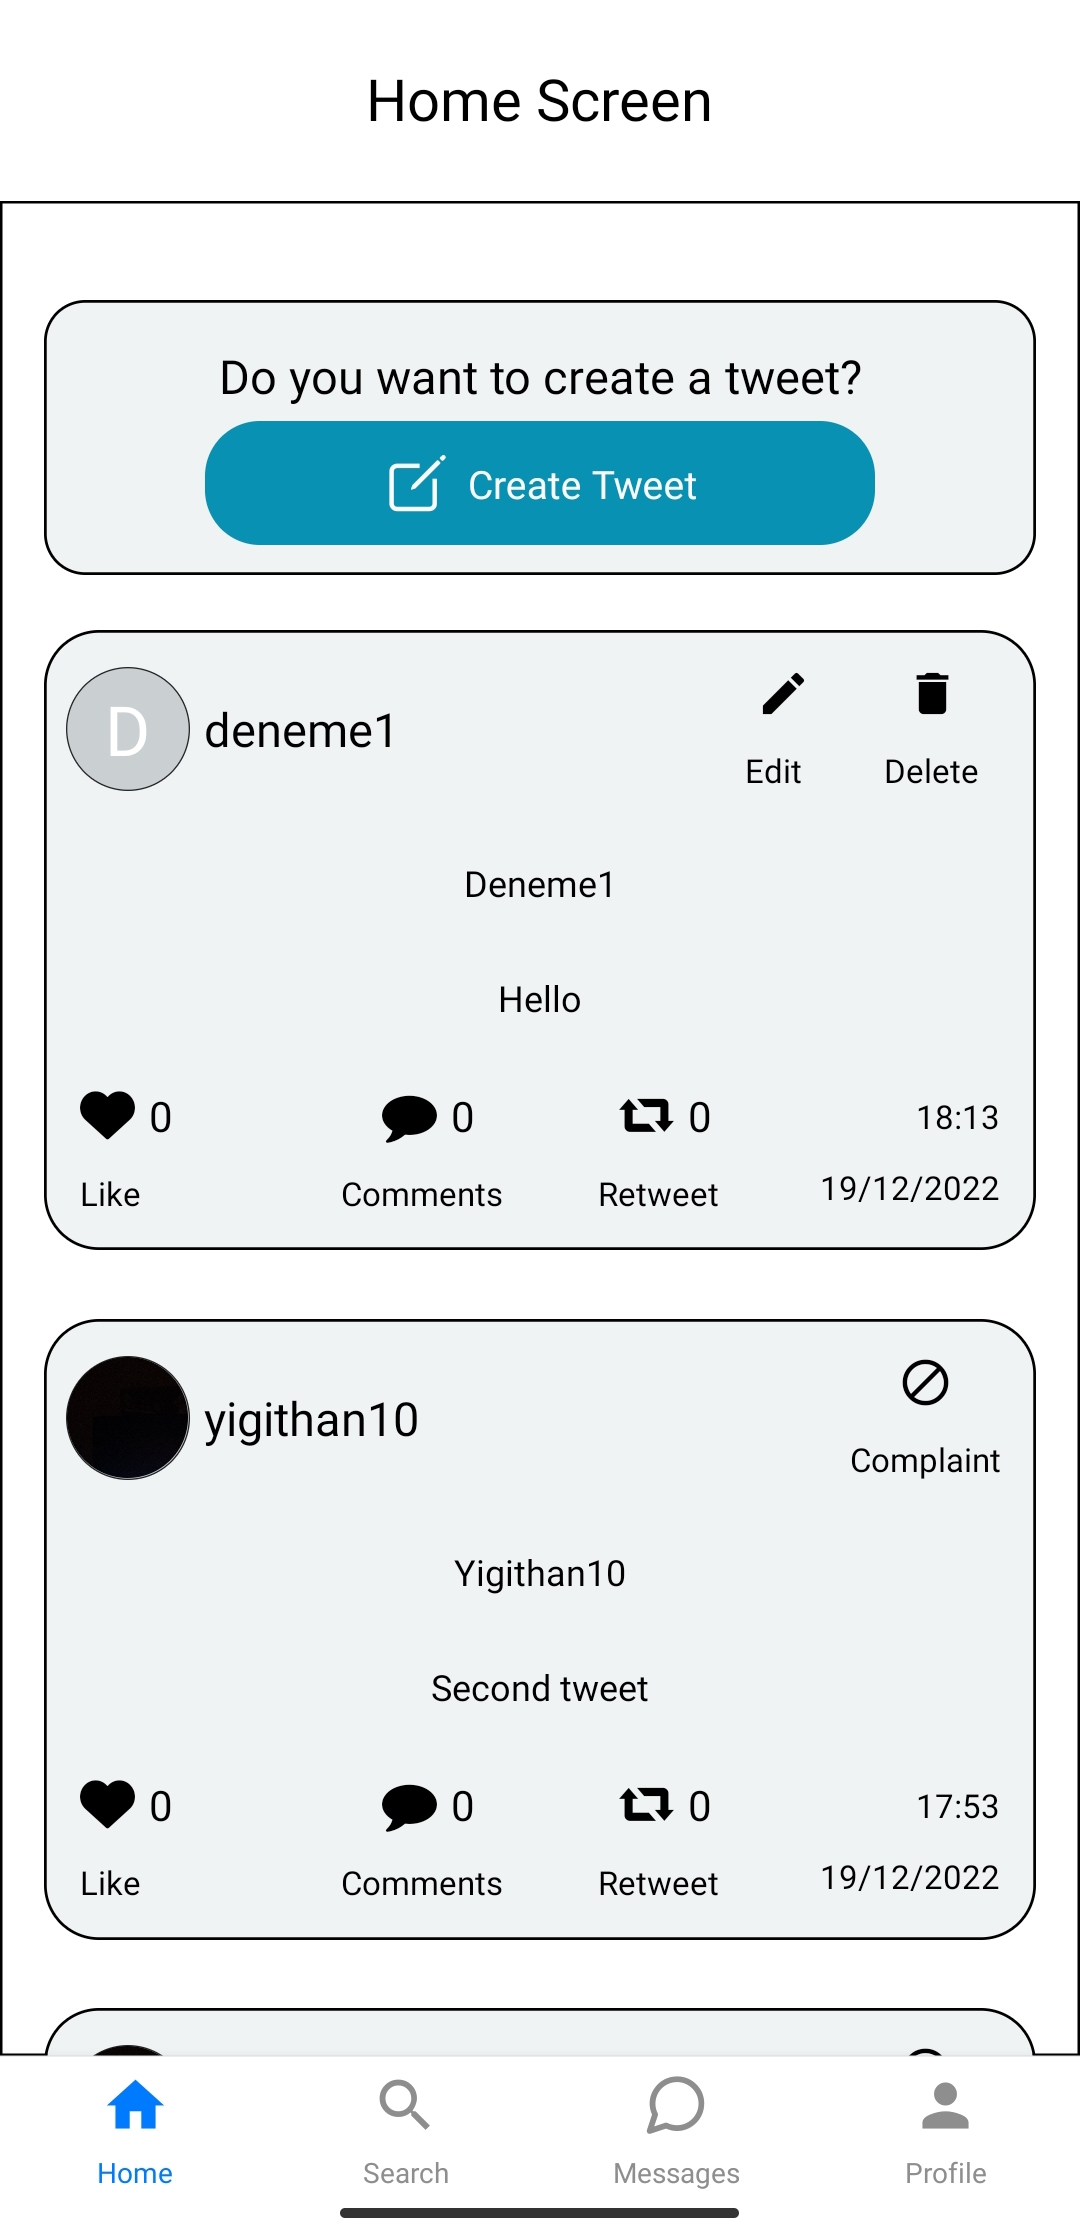 Home Screen
Do you want to create a tweet?
Create Tweet
D
deneme1
Edit
Delete
Deneme1
Hello
0
0
0
18:13
Like
Comments
Retweet
19/12/2022
yigithan10
Complaint
Yigithan10
Second tweet
0
0
0
17:53
Like
Comments
Retweet
19/12/2022
Home
Search
Messages
Profile